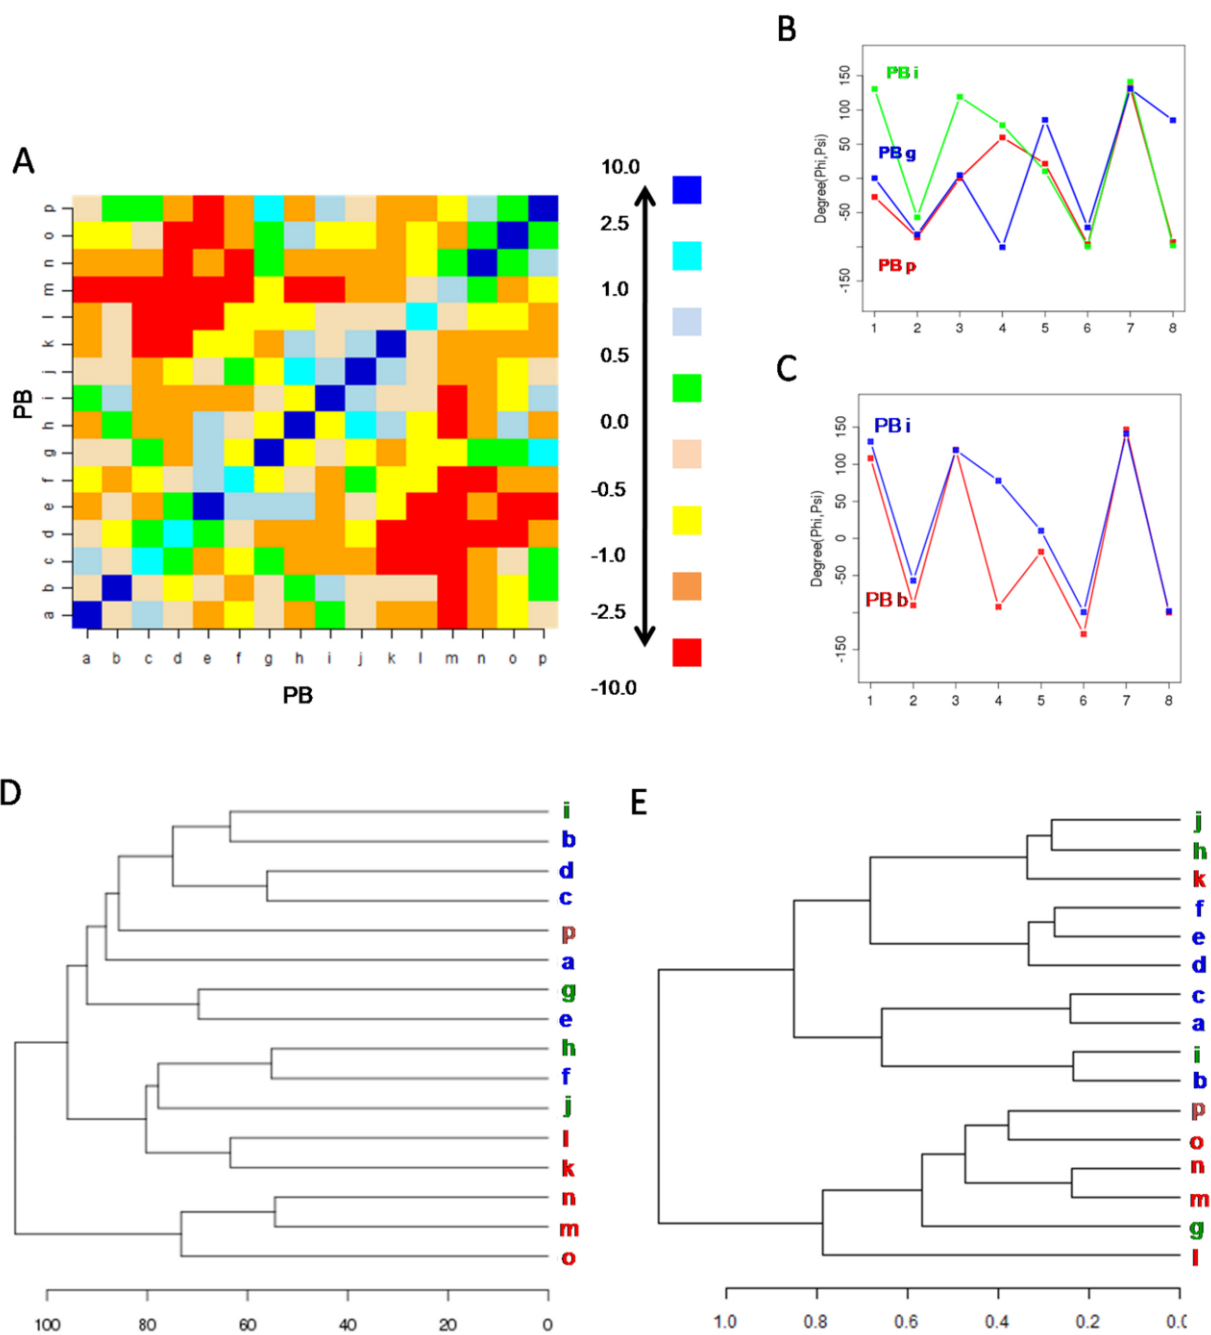 A
PB
p
o
n
m
l
k
j
i
h
g
f
e
d
c
b
a
a b c d e f g h i j k l m n o p
PB
10.0
2.5
1.0
0.5
0.0
-0.5
-1.0
-2.5
-10.0
B
Degree(Phi,Psi)
150
100
50
0
-50
-150
PB i
PB g
PB p
1 2 3 4 5 6 7 8
C
Degree(Phi,Psi)
150
100
50
0
-50
-150
PB i
PB b
1 2 3 4 5 6 7 8
D
i
b
d
c
p
a
g
e
h
f
j
l
k
n
m
o
100 80 60 40 20 0
E
j
h
k
f
e
d
c
a
i
b
p
o
n
m
g
l
1.0 0.8 0.6 0.4 0.2 0.0